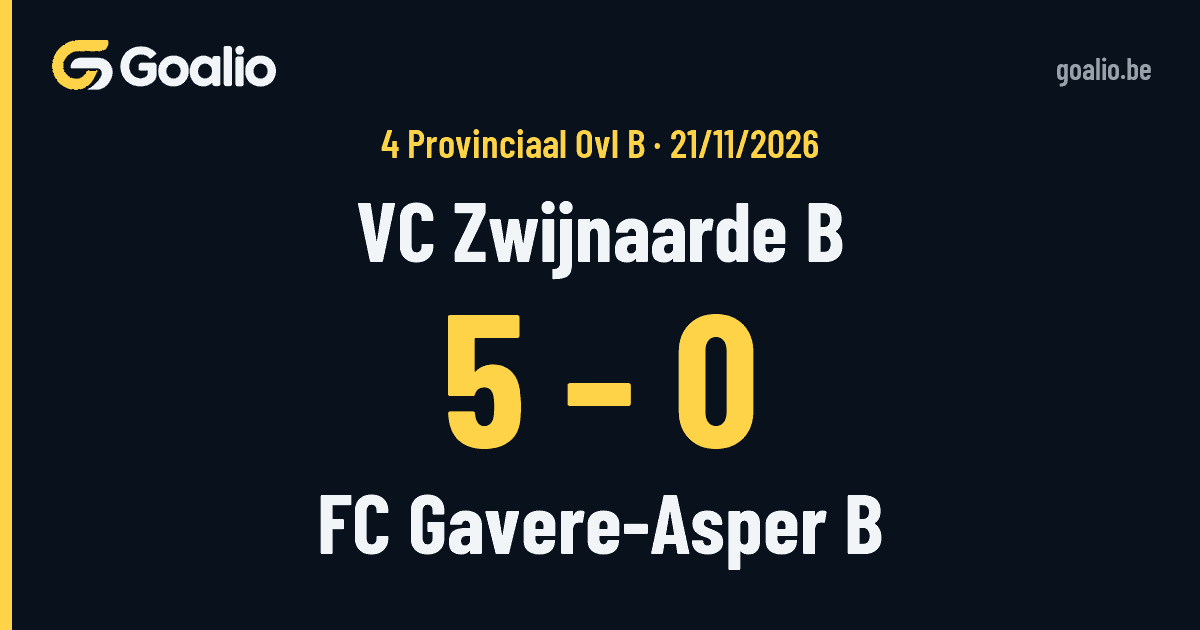 Goalio
goalio.be
4 Provinciaal Ovl B · 21/11/2026
VC Zwijnaarde B
5 – 0
FC Gavere-Asper B